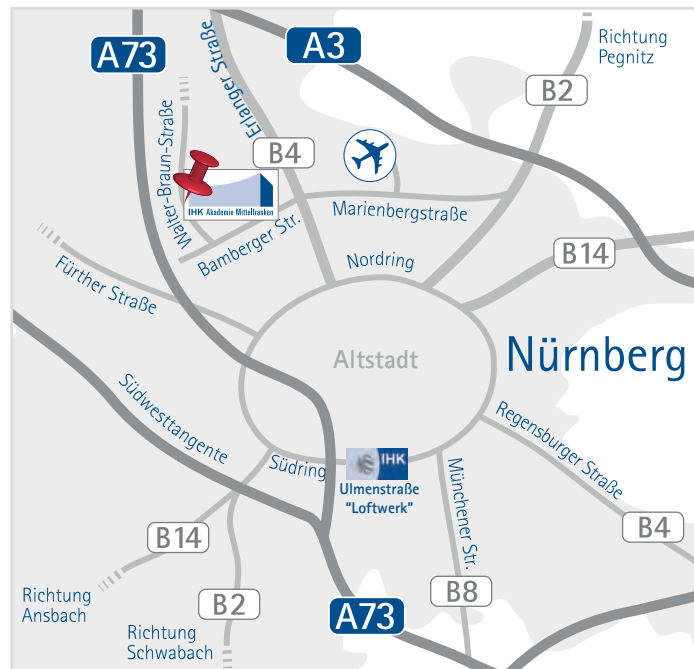 A73
A3
Richtung
Pegnitz
B2
Erlanger Straße
Walter-Braun-Straße
B4
IHK Akademie Mittelfranken
Marienbergstraße
Bamberger Str.
Nordring
B14
Fürther Straße
Altstadt
Nürnberg
Südwesttangente
Regensburger Straße
Südring
IHK
Ulmenstraße
"Loftwerk"
Münchener Str.
B4
B14
B8
B2
A73
Richtung
Ansbach
Richtung
Schwabach